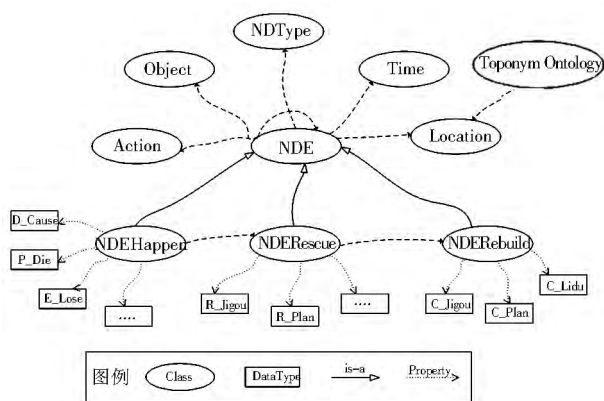 NDType
Object
Time
Toponym Ontology
Action
NDE
Location
D_Cause
NDEHappen
NDERescue
NDERebuild
P_Die
E_Lose
....
R_Jigou
R_Plan
....
C_Jigou
C_Plan
C_Lidu
图例
Class
DataType
is-a
Property